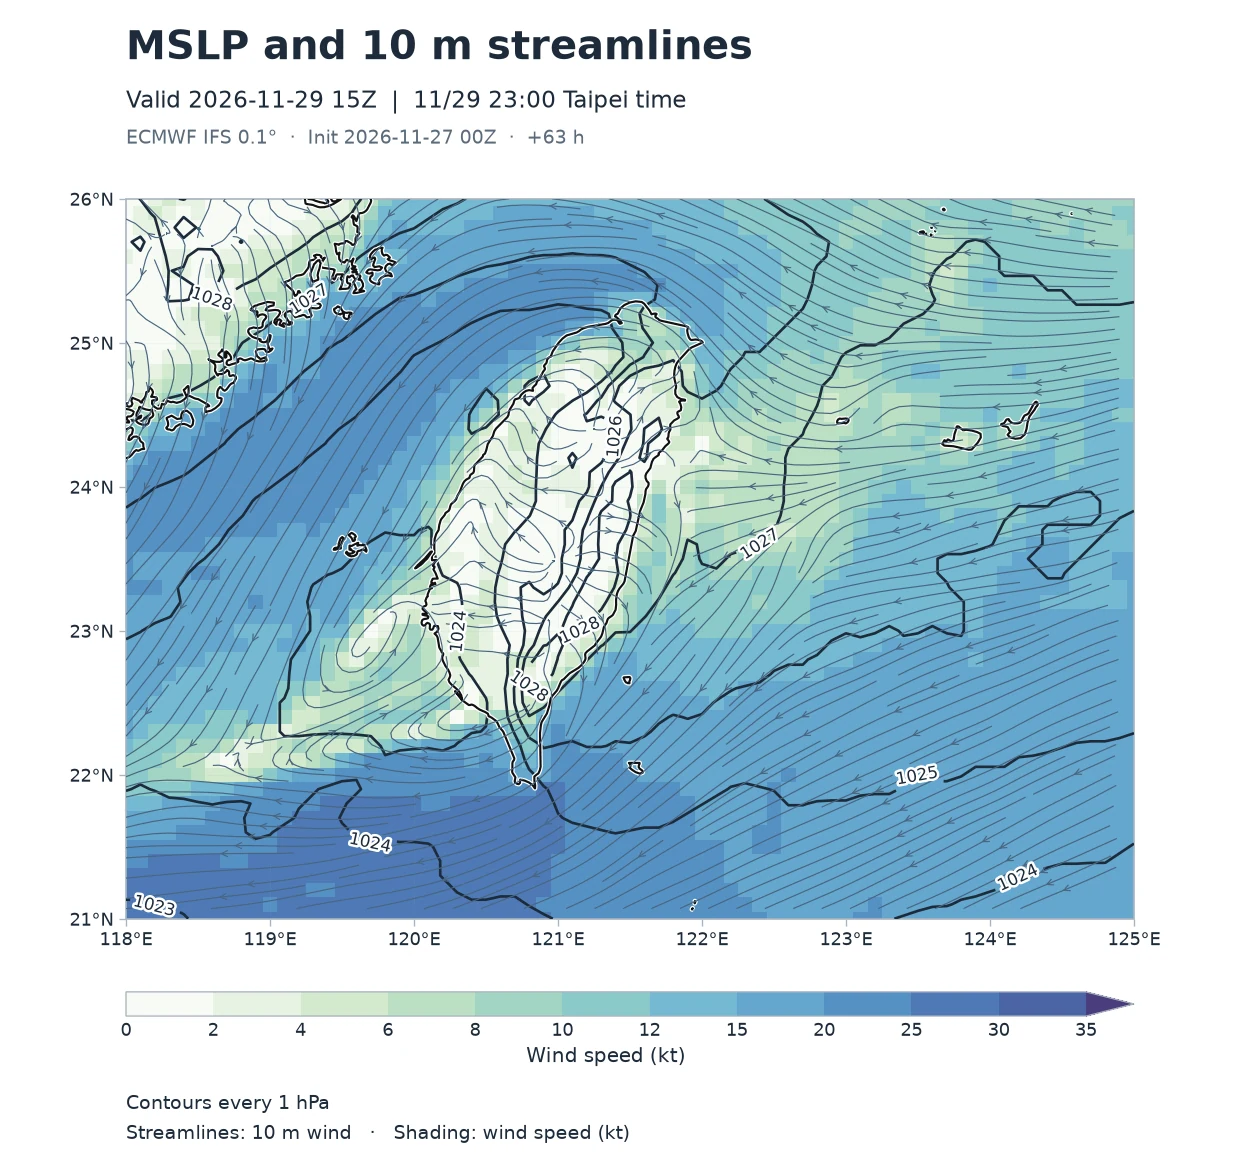 MSLP and 10 m streamlines
Valid 2026-11-29 15Z | 11/29 23:00 Taipei time
ECMWF IFS 0.1° · Init 2026-11-27 00Z · +63 h
26°N
25°N
24°N
23°N
22°N
21°N
1028
1027
1026
1027
1024
1028
1028
1025
1024
1024
1023
118°E 119°E 120°E 121°E 122°E 123°E 124°E 125°E
0 2 4 6 8 10 12 15 20 25 30 35
Wind speed (kt)
Contours every 1 hPa
Streamlines: 10 m wind · Shading: wind speed (kt)